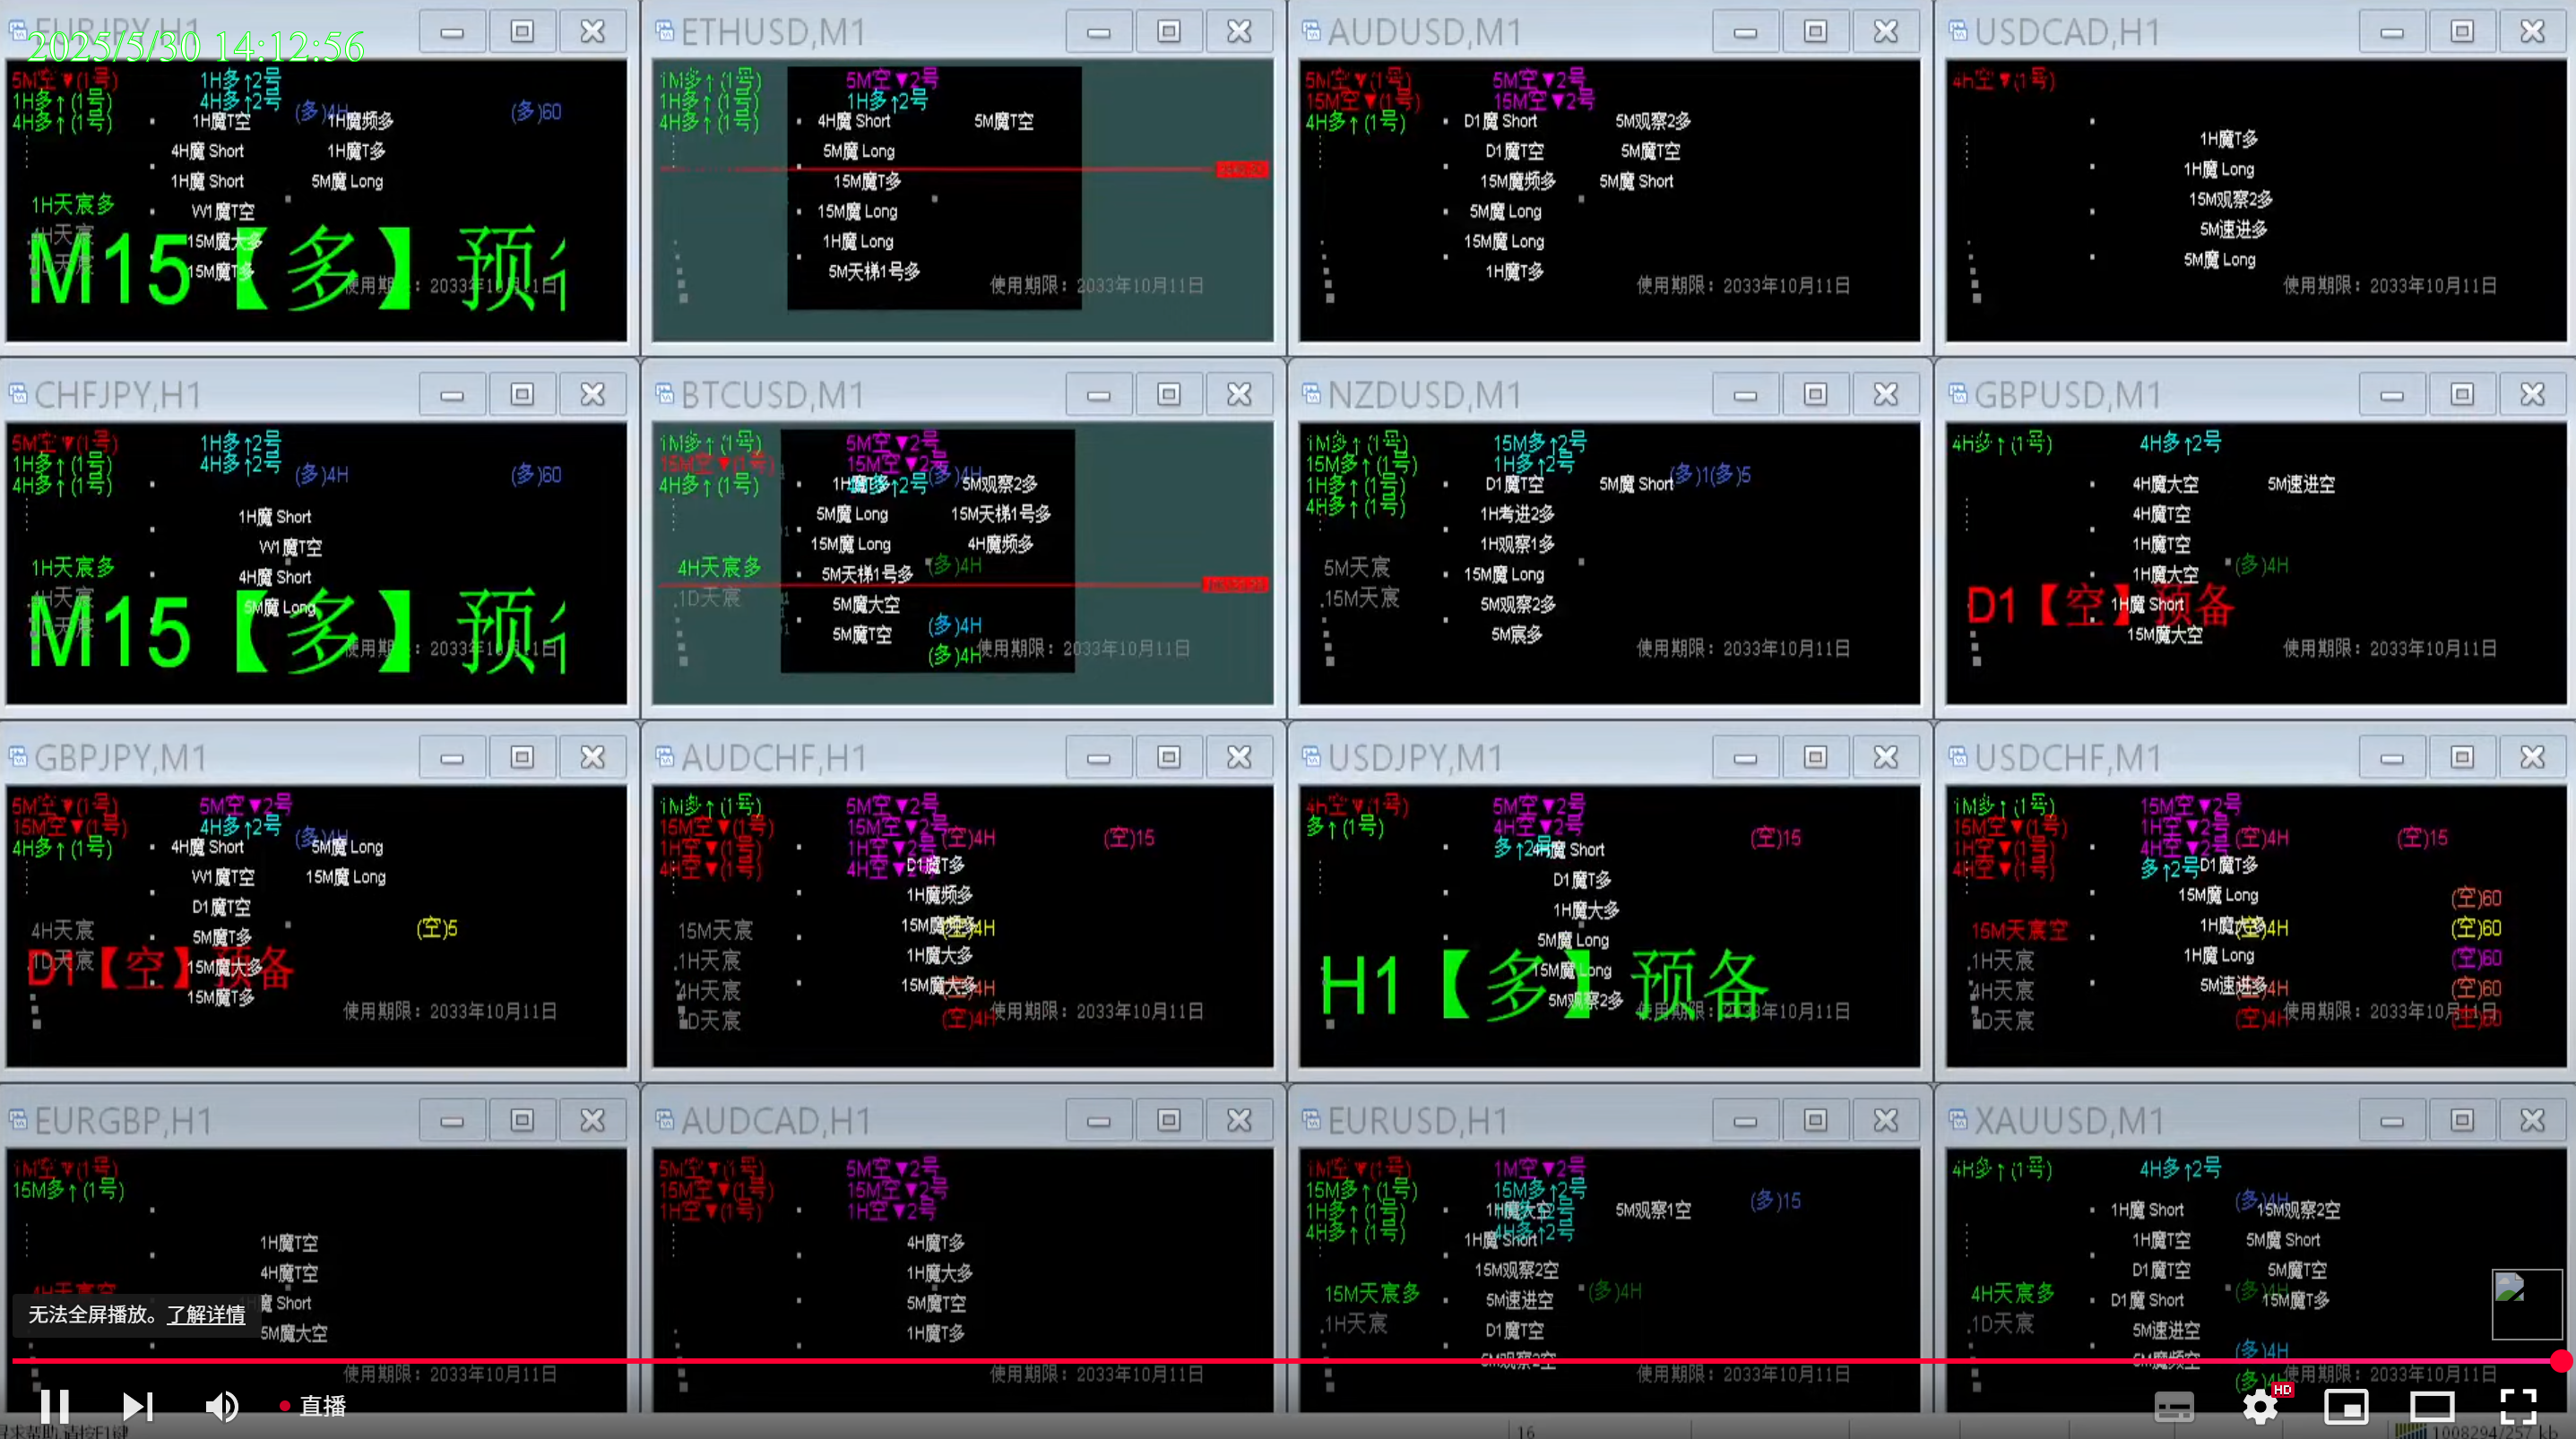 EURJPY,H1
2025/5/30 14:12:56
5M空▼(1号) 1H多↑2号
1H多↑(1号) 4H多↑2号
4H多↑(1号) (多)4H (多)60
1H魔T空 1H魔频多
4H魔 Short 1H魔T多
1H魔 Short 5M魔 Long
1H天宸多 W1魔T空
4H天宸 15M魔大多
1D天宸 15M魔T多
M15【多】预
使用期限：2033年10月11日
ETHUSD,M1
1M多↑(1号) 5M空▼2号
1H多↑(1号) 1H多↑2号
4H多↑(1号) 4H魔 Short 5M魔T空
5M魔 Long
15M魔T多
15M魔 Long
1H魔 Long
5M天梯1号多
使用期限：2033年10月11日
AUDUSD,M1
5M空▼(1号) 5M空▼2号
15M空▼(1号) 15M空▼2号
4H多↑(1号) D1魔 Short 5M观察2多
D1魔T空 5M魔T空
15M魔频多 5M魔 Short
5M魔 Long
15M魔 Long
1H魔T多
使用期限：2033年10月11日
USDCAD,H1
4H空▼(1号)
1H魔T多
1H魔 Long
15M观察2多
5M速进多
5M魔 Long
使用期限：2033年10月11日
CHFJPY,H1
5M空▼(1号) 1H多↑2号
1H多↑(1号) 4H多↑2号
4H多↑(1号) (多)4H (多)60
1H魔 Short
W1魔T空
1H天宸多 4H魔 Short
4H天宸 5M魔 Long
1D天宸
M15【多】预
使用期限：2033年10月11日
BTCUSD,M1
1M多↑(1号) 5M空▼2号
15M空▼(1号) 15M空▼2号 (多)4H
4H多↑(1号) 4H多↑2号
1H魔T多 5M观察2多
5M魔 Long 15M天梯1号多
15M魔 Long 4H魔频多
4H天宸多 5M天梯1号多 (多)4H
1D天宸 5M魔大空
5M魔T空 (多)4H
(多)4H
使用期限：2033年10月11日
NZDUSD,M1
1M多↑(1号) 15M多↑2号
15M多↑(1号) 1H多↑2号
1H多↑(1号) D1魔T空 5M魔 Short (多)1(多)5
4H多↑(1号) 1H考进2多
1H观察1多
5M天宸 15M魔 Long
15M天宸 5M观察2多
5M宸多
使用期限：2033年10月11日
GBPUSD,M1
4H多↑(1号) 4H多↑2号
4H魔大空 5M速进空
4H魔T空
1H魔T空
1H魔大空 (多)4H
1H魔 Short
D1【空】预备
15M魔大空
使用期限：2033年10月11日
GBPJPY,M1
5M空▼(1号) 5M空▼2号
15M空▼(1号) 4H多↑2号 (多)4H
4H多↑(1号) 4H魔 Short 5M魔 Long
W1魔T空 15M魔 Long
D1魔T空
4H天宸 5M魔T多 (空)5
1D天宸 15M魔大多
D1【空】预备
15M魔T多
使用期限：2033年10月11日
AUDCHF,H1
1M多↑(1号) 5M空▼2号
15M空▼(1号) 15M空▼2号 (空)4H (空)15
1H空▼(1号) 1H空▼2号
4H空▼(1号) 4H空▼2号 D1魔T多
1H魔频多
15M天宸 15M魔频多 (空)4H
1H天宸 1H魔大多
4H天宸 15M魔大多 (空)4H
1D天宸 (空)4H
使用期限：2033年10月11日
USDJPY,M1
4H空▼(1号) 5M空▼2号
多↑(1号) 4H空▼2号 (空)15
多↑2号 4H魔 Short
D1魔T多
1H魔大多
5M魔 Long
15M魔 Long
H1【多】预备
5M观察2多
使用期限：2033年10月11日
USDCHF,M1
1M多↑(1号) 15M空▼2号
15M空▼(1号) 1H空▼2号 (空)4H (空)15
1H空▼(1号) 4H空▼2号
4H空▼(1号) 多↑2号 D1魔T多
15M魔 Long (空)60
15M天宸空 1H魔大多 (空)4H (空)60
1H天宸 1H魔 Long (空)60
4H天宸 5M速进多 (空)4H (空)60
1D天宸 (空)4H (空)60
使用期限：2033年10月11日
EURGBP,H1
1M空▼(1号)
15M多↑(1号)
1H魔T空
4H魔T空
4H天宸空
1H魔 Short
5M魔大空
使用期限：2033年10月11日
AUDCAD,H1
5M空▼(1号) 5M空▼2号
15M空▼(1号) 15M空▼2号
1H空▼(1号) 1H空▼2号
4H魔T多
1H魔大多
5M魔T空
1H魔T多
使用期限：2033年10月11日
EURUSD,H1
1M空▼(1号) 1M空▼2号
15M多↑(1号) 15M多↑2号 (多)15
1H多↑(1号) 1H魔大空 5M观察1空
4H多↑(1号) 4H多↑2号
1H魔 Short
15M观察2空
15M天宸多 5M速进空 (多)4H
1H天宸 D1魔T空
5M观察2空
使用期限：2033年10月11日
XAUUSD,M1
4H多↑(1号) 4H多↑2号
(多)4H
1H魔 Short 15M观察2空
1H魔T空 5M魔 Short
D1魔T空 5M魔T空
4H天宸多 D1魔 Short (多)4H 15M魔T多
1D天宸 5M速进空
5M魔频空 (多)4H
(多)4H
使用期限：2033年10月11日
无法全屏播放。了解详情
直播
HD
寻求帮助,请按F1键
16
1008294/257 kb